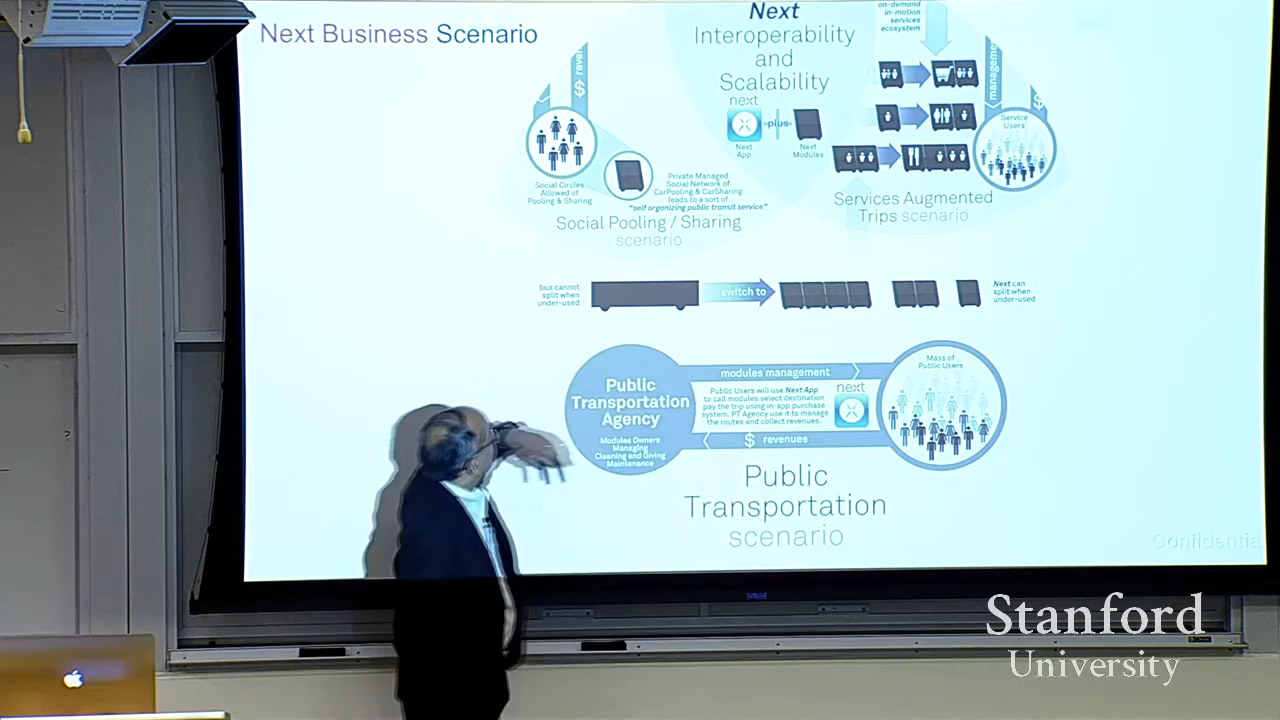 Next Business Scenario
Next
Interoperability
and
Scalability
next
Next
App
plus
Next
Modules
on-demand
in-motion
services
ecosystem
$
Social Circles
Allowed of
Pooling & Sharing
Private Managed
Social Network of
CarPooling & CarSharing
leads to a sort of
"self organizing public transit service"
Social Pooling / Sharing
scenario
$
Service
Users
Services Augmented
Trips scenario
bus cannot
split when
under-used
switch to
Next can
split when
under-used
Public
Transportation
Agency
Modules Owners
Managing
Cleaning and Giving
Maintenance
modules management
Public Users will use Next App
to call modules select destination
pay the trip using in-app purchase
system. PT Agency use it to manage
the routes and collect revenues.
next
$ revenues
Mass of
Public Users
Public
Transportation
scenario
Stanford
University